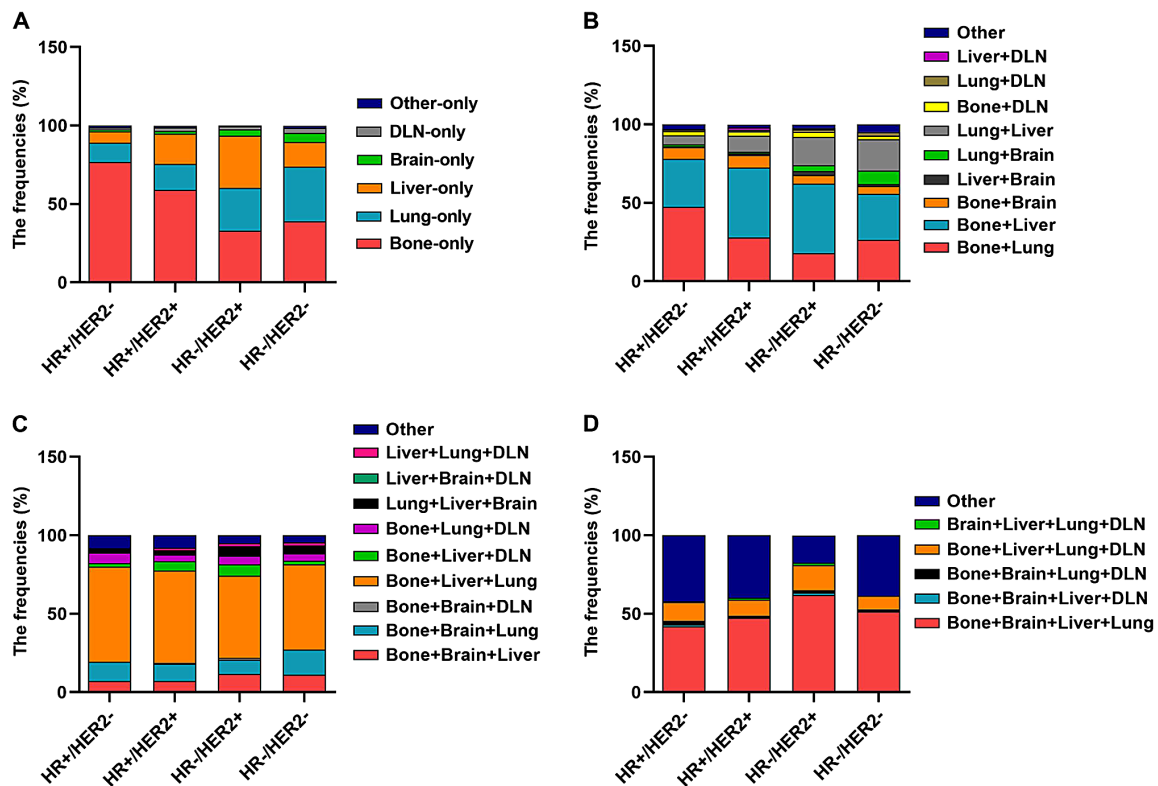 A
The frequencies (%)
150
100
50
0
HR+/HER2-
HR+/HER2+
HR-/HER2+
HR-/HER2-
Other-only
DLN-only
Brain-only
Liver-only
Lung-only
Bone-only
B
The frequencies (%)
150
100
50
0
HR+/HER2-
HR+/HER2+
HR-/HER2+
HR-/HER2-
Other
Liver+DLN
Lung+DLN
Bone+DLN
Lung+Liver
Lung+Brain
Liver+Brain
Bone+Brain
Bone+Liver
Bone+Lung
C
The frequencies (%)
150
100
50
0
HR+/HER2-
HR+/HER2+
HR-/HER2+
HR-/HER2-
Other
Liver+Lung+DLN
Liver+Brain+DLN
Lung+Liver+Brain
Bone+Lung+DLN
Bone+Liver+DLN
Bone+Liver+Lung
Bone+Brain+DLN
Bone+Brain+Lung
Bone+Brain+Liver
D
The frequencies (%)
150
100
50
0
HR+/HER2-
HR+/HER2+
HR-/HER2+
HR-/HER2-
Other
Brain+Liver+Lung+DLN
Bone+Liver+Lung+DLN
Bone+Brain+Lung+DLN
Bone+Brain+Liver+DLN
Bone+Brain+Liver+Lung